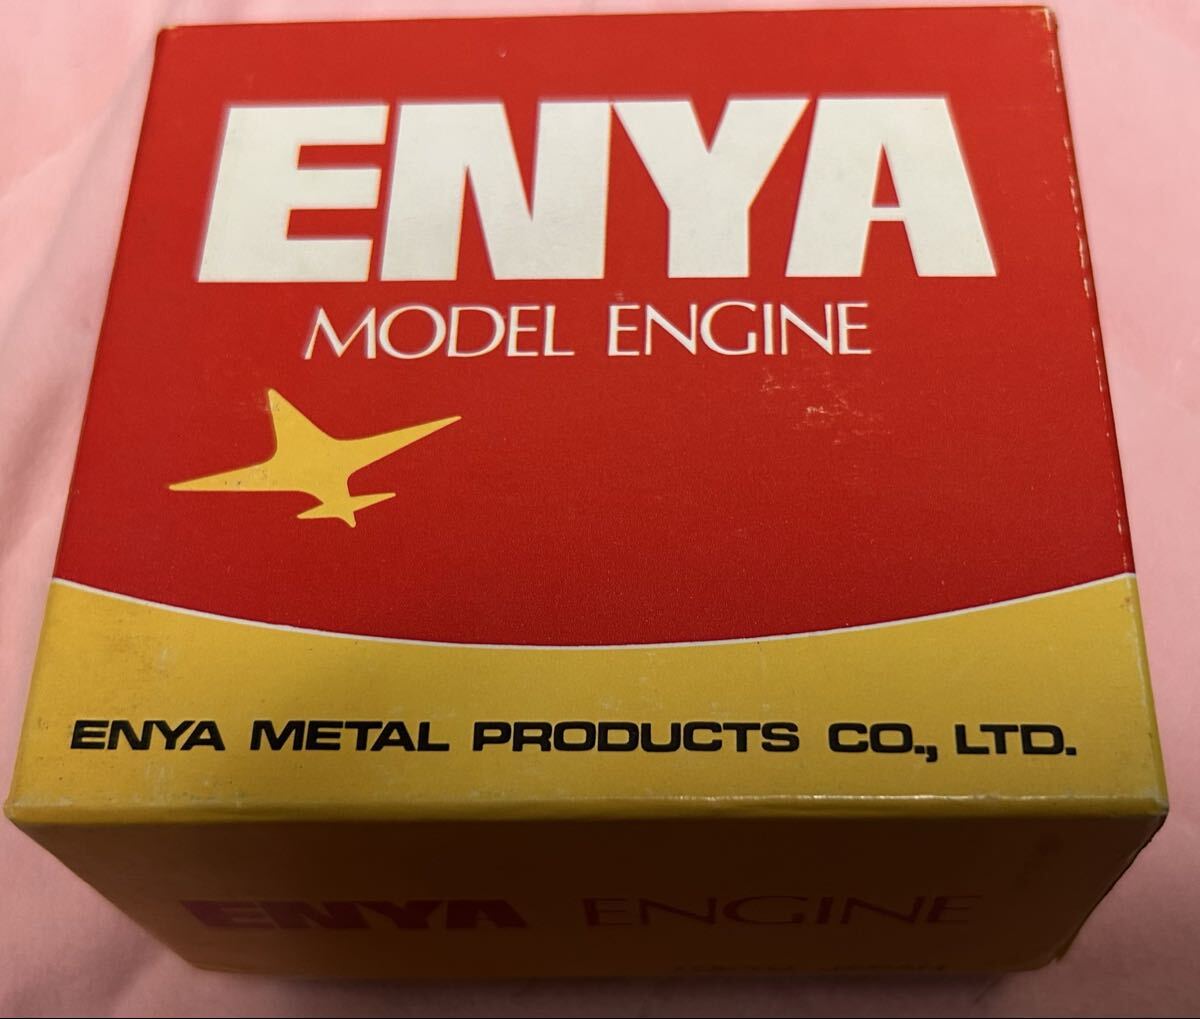 ENYA
MODEL ENGINE
ENYA METAL PRODUCTS CO., LTD.
ENYA ENGINE